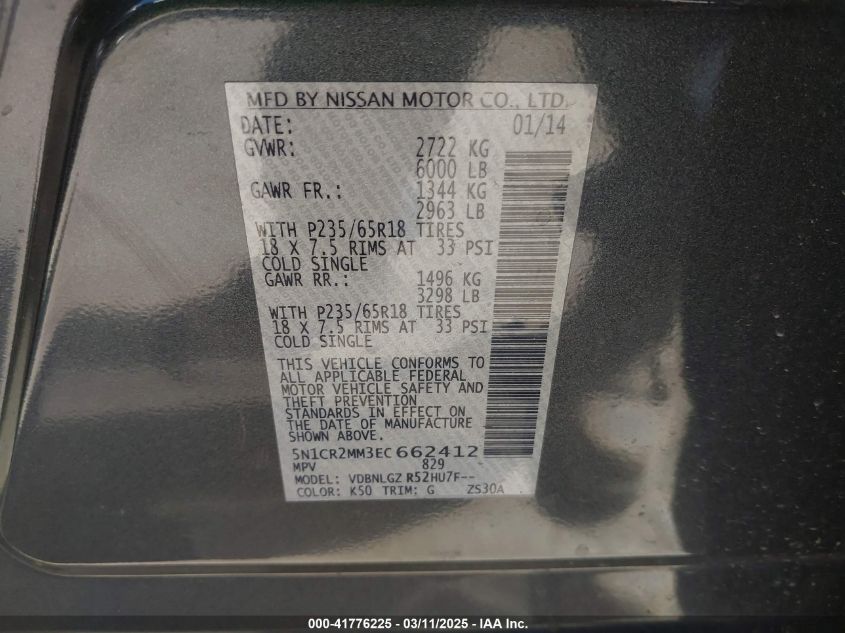 MFD BY NISSAN MOTOR CO., LTD.
DATE: 01/14
GVWR: 2722 KG
6000 LB
GAWR FR.: 1344 KG
2963 LB
WITH P235/65R18 TIRES
18 X 7.5 RIMS AT 33 PSI
COLD SINGLE
GAWR RR.: 1496 KG
3298 LB
WITH P235/65R18 TIRES
18 X 7.5 RIMS AT 33 PSI
COLD SINGLE
THIS VEHICLE CONFORMS TO
ALL APPLICABLE FEDERAL
MOTOR VEHICLE SAFETY AND
THEFT PREVENTION
STANDARDS IN EFFECT ON
THE DATE OF MANUFACTURE
SHOWN ABOVE.
5N1CR2MM3EC 662412
MPV 829
MODEL: VDBNLGZ R52HU7F--
COLOR: K50 TRIM: G ZS30A
000-41776225 - 03/11/2025 - IAA Inc.